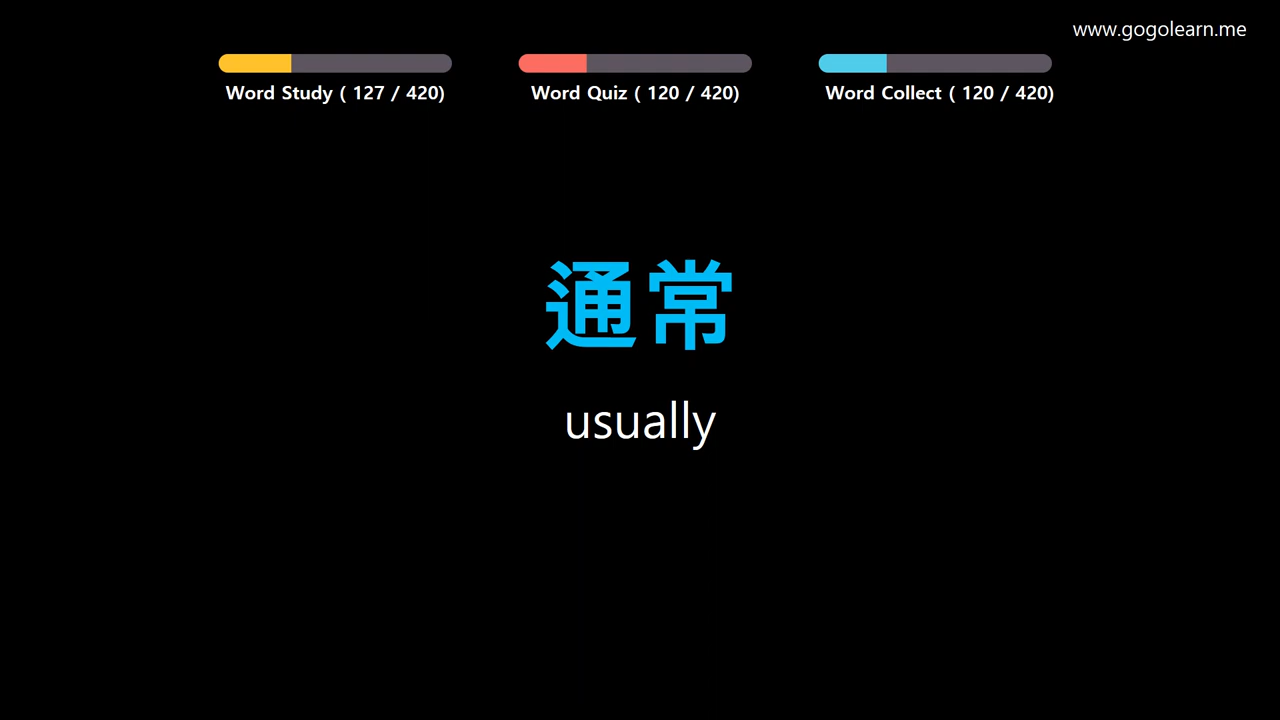 www.gogolearn.me
Word Study ( 127 / 420)
Word Quiz ( 120 / 420)
Word Collect ( 120 / 420)
通常
usually